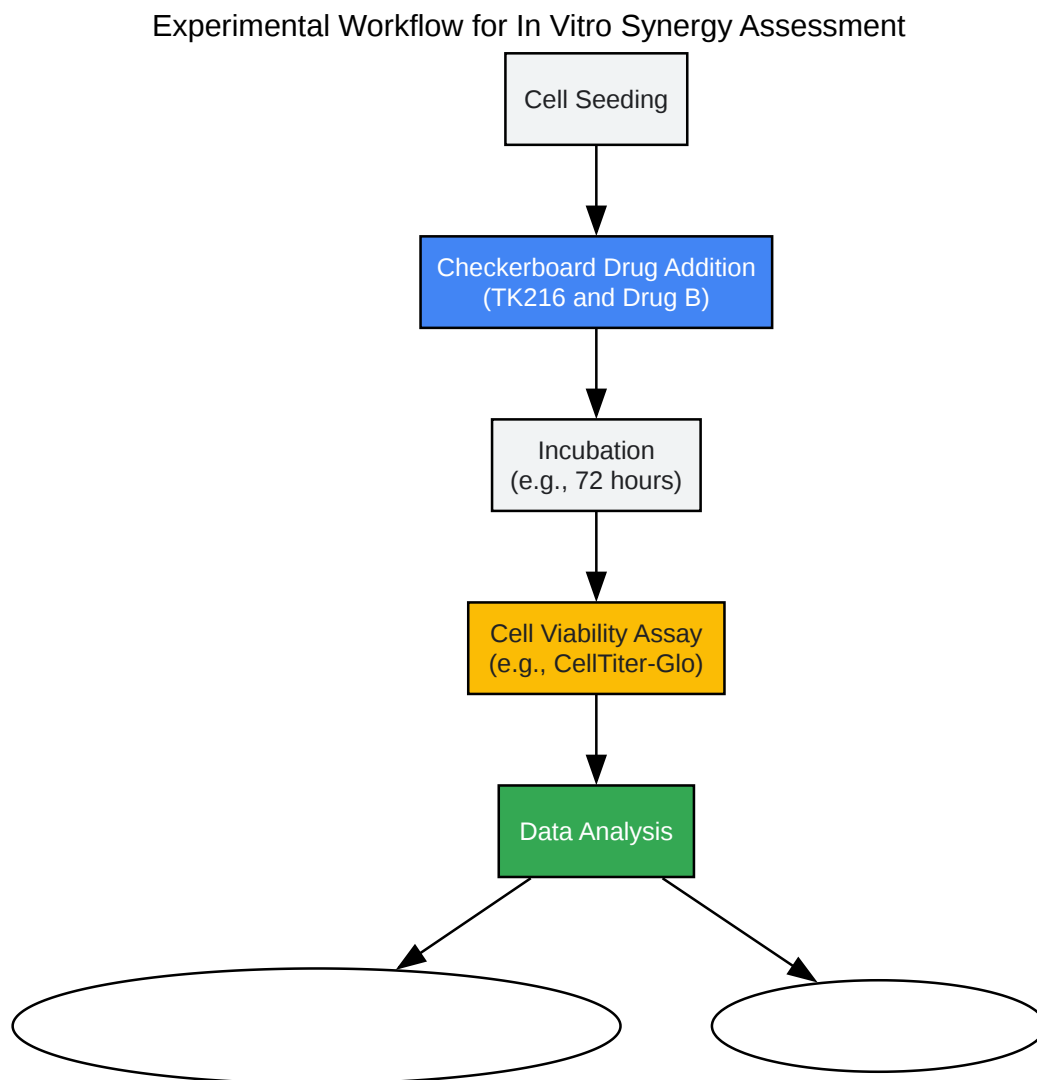 Experimental Workflow for In Vitro Synergy Assessment
Cell Seeding
Checkerboard Drug Addition
(TK216 and Drug B)
Incubation
(e.g., 72 hours)
Cell Viability Assay
(e.g., CellTiter-Glo)
Data Analysis